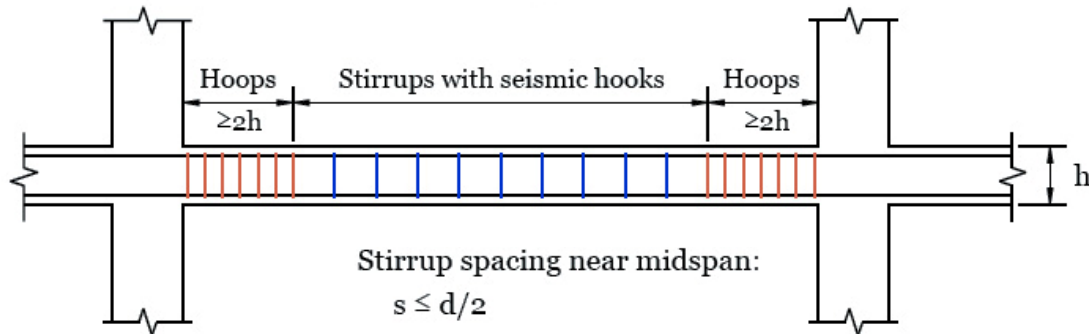 Hoops
Stirrups with seismic hooks
Hoops
≥2h
≥2h
h
Stirrup spacing near midspan:
s ≤ d/2